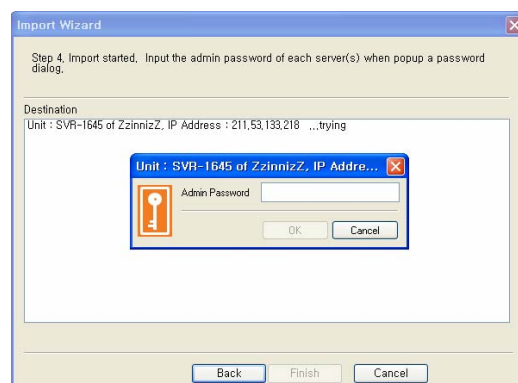 Import Wizard
Step 4, Import started, Input the admin password of each server(s) when popup a password
dialog,
Destination
Unit : SVR-1645 of ZzinnizZ, IP Address : 211,53,133,218 ,,,trying
Unit : SVR-1645 of ZzinnizZ, IP Addre...
Admin Password
OK
Cancel
Back
Finish
Cancel